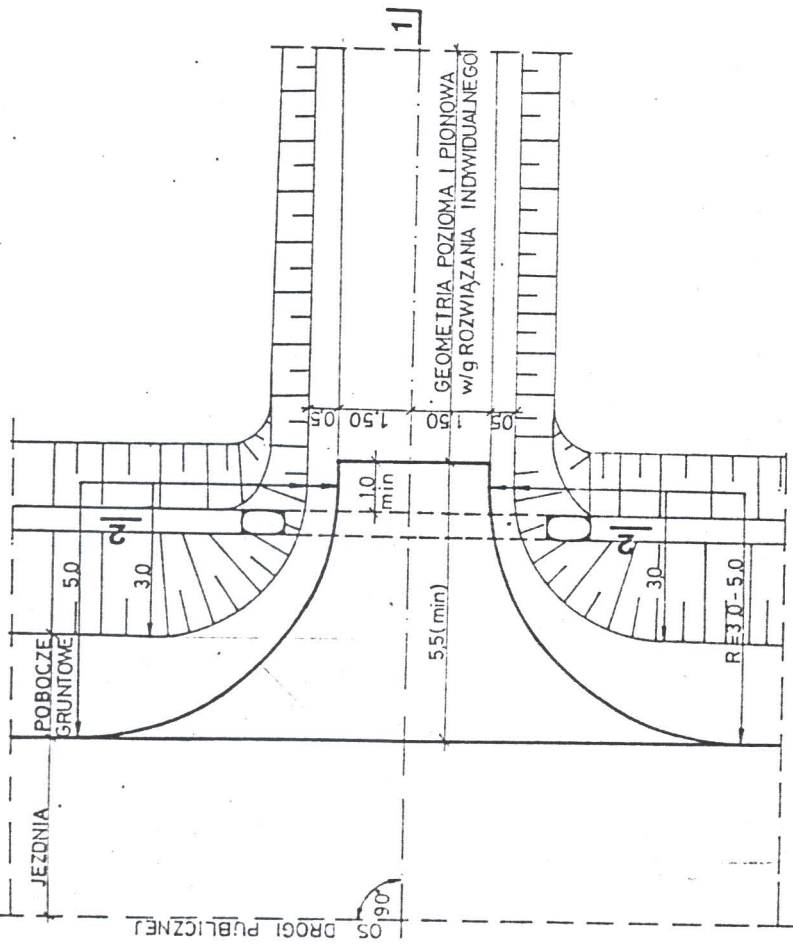 1
GEOMETRIA POZIOMA I PIONOWA
w/g ROZWIĄZANIA INDYWIDUALNEGO
0,5
1,50
1,50
0,5
1,0
min
2
2
5,0
3,0
3,0
R=3,0-5,0
5,5(min)
POBOCZE
GRUNTOWE
JEZDNIA
90°
OŚ DROGI PUBLICZNEJ